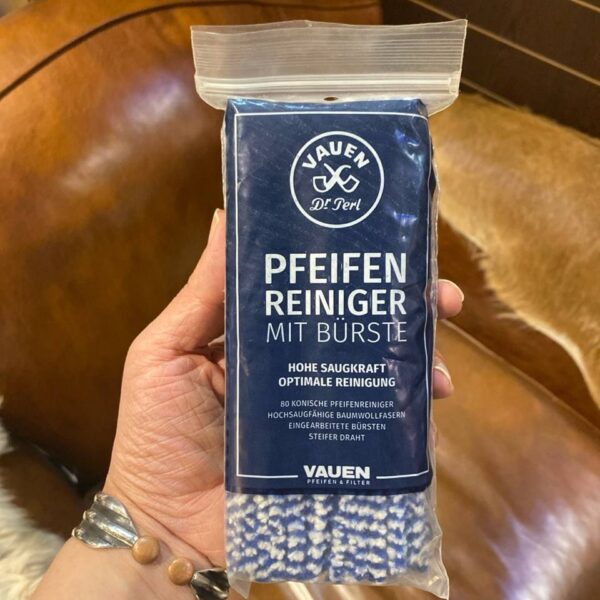 VAUEN
Dr Perl
PFEIFEN
REINIGER
MIT BÜRSTE
HOHE SAUGKRAFT
OPTIMALE REINIGUNG
80 KONISCHE PFEIFENREINIGER
HOCHSAUGFÄHIGE BAUMWOLLFASERN
EINGEARBEITETE BÜRSTEN
STEIFER DRAHT
VAUEN
PFEIFEN & FILTER